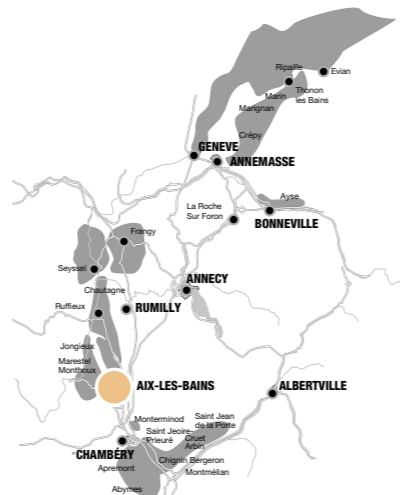 Ripaille
Evian
Marin
Thonon
les Bains
Marignan
Crépy
GENEVE
ANNEMASSE
Ayse
La Roche
Sur Foron
BONNEVILLE
Frangy
Seyssel
ANNECY
Chautagne
Ruffieux
RUMILLY
Jongieux
Marestel
Monthoux
AIX-LES-BAINS
ALBERTVILLE
Monterminod
Saint Jean
de la Porte
Saint Jeoire-
Prieuré
Cruet
Arbin
CHAMBÉRY
Chignin Bergeron
Apremont
Montmélian
Abymes